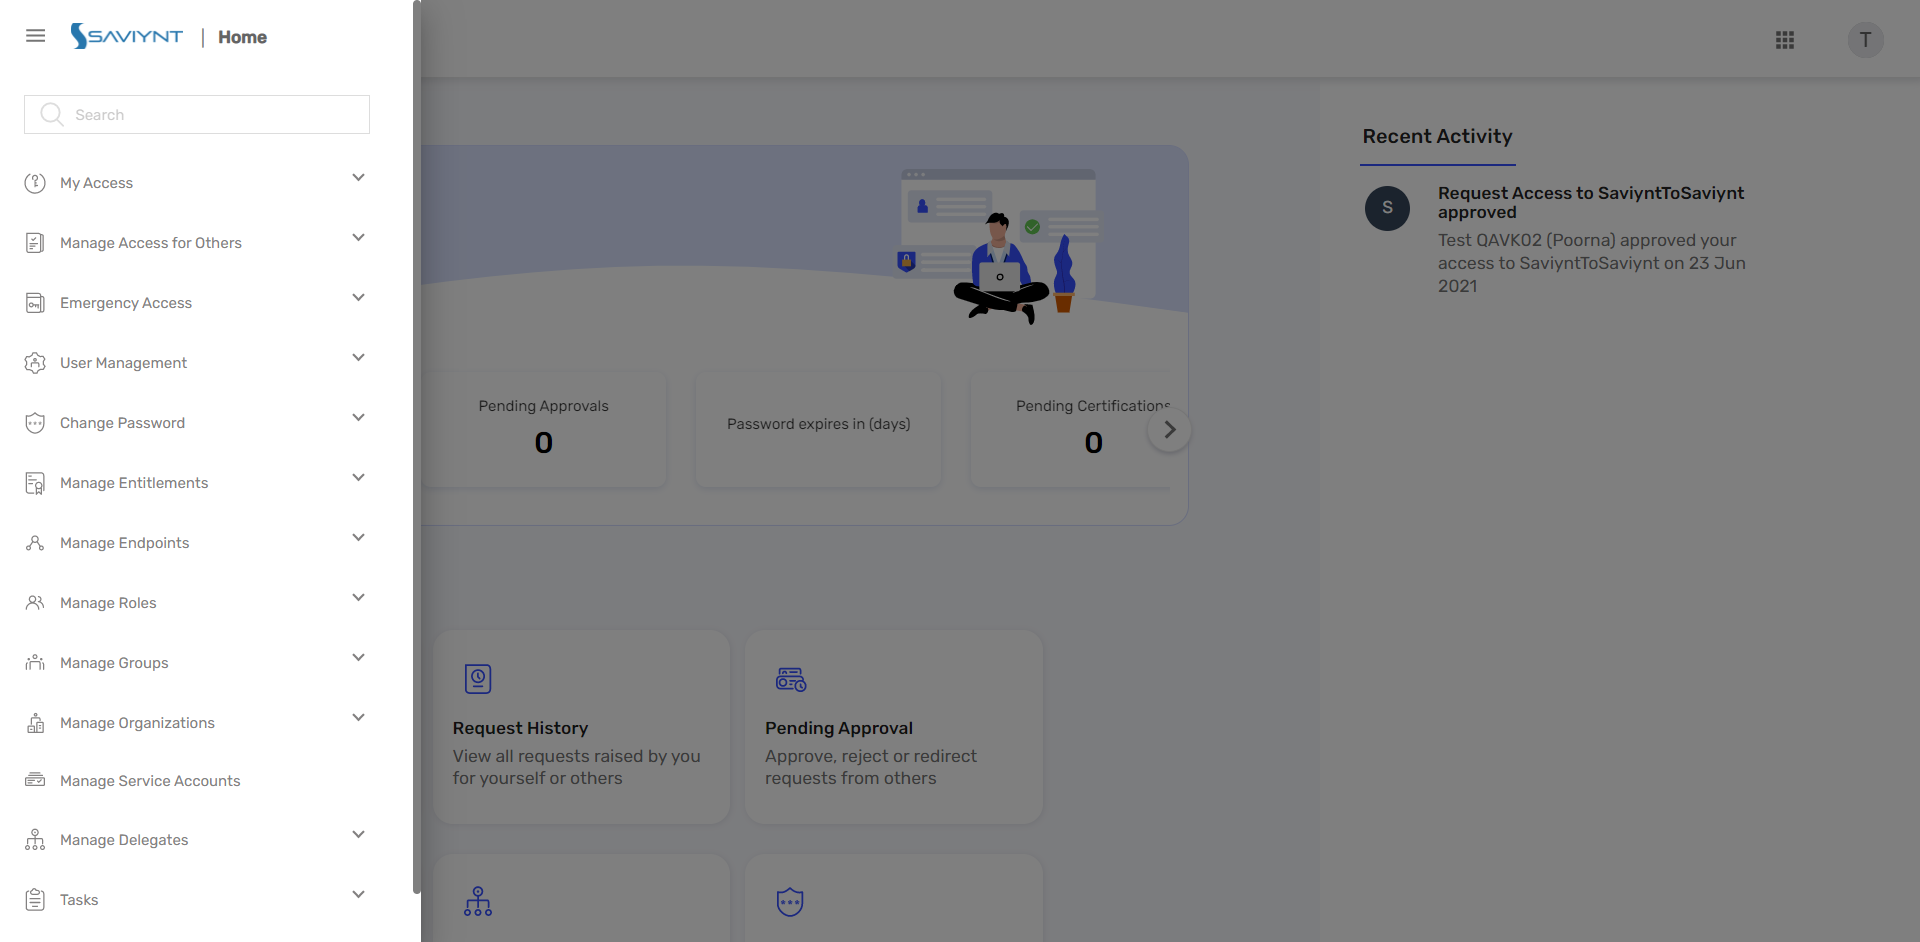 SAVIYNT | Home
Search
My Access
Manage Access for Others
Emergency Access
User Management
Change Password
Manage Entitlements
Manage Endpoints
Manage Roles
Manage Groups
Manage Organizations
Manage Service Accounts
Manage Delegates
Tasks
T
Pending Approvals
0
Password expires in (days)
Pending Certifications
0
Request History
View all requests raised by you
for yourself or others
Pending Approval
Approve, reject or redirect
requests from others
Recent Activity
S
Request Access to SaviyntToSaviynt
approved
Test QAVK02 (Poorna) approved your
access to SaviyntToSaviynt on 23 Jun
2021